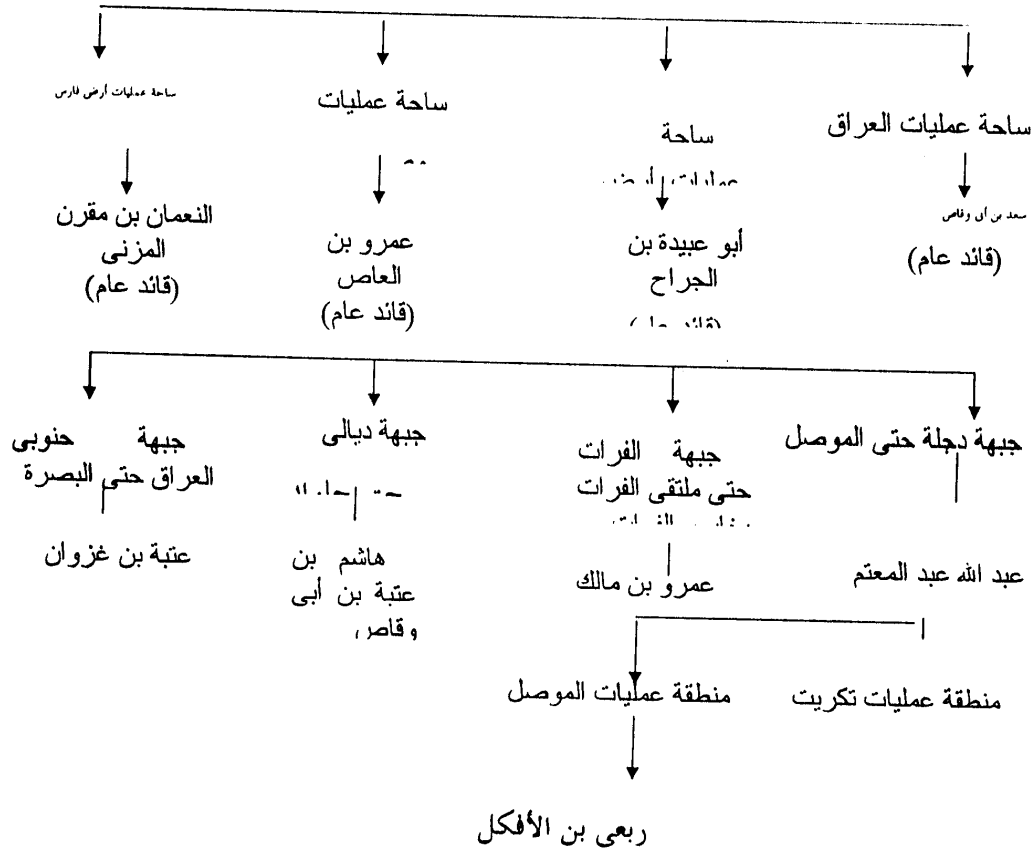 ساحة عمليات العراق
سعد بن أبى وقاص
(قائد عام)
ساحة
أبو عبيدة بن
الجراح
ساحة عمليات
عمرو بن
العاص
(قائد عام)
ساحة عمليات أرض فارس
النعمان بن مقرن
المزنى
(قائد عام)
جبهة دجلة حتى الموصل
عبد الله عبد المعتم
جبهة الفرات
حتى ملتقى الفرات
عمرو بن مالك
جبهة ديالى
هاشم بن
عتبة بن أبى
وقاص
جبهة جنوبى
العراق حتى البصرة
عتبة بن غزوان
منطقة عمليات تكريت
منطقة عمليات الموصل
ربعى بن الأفكل